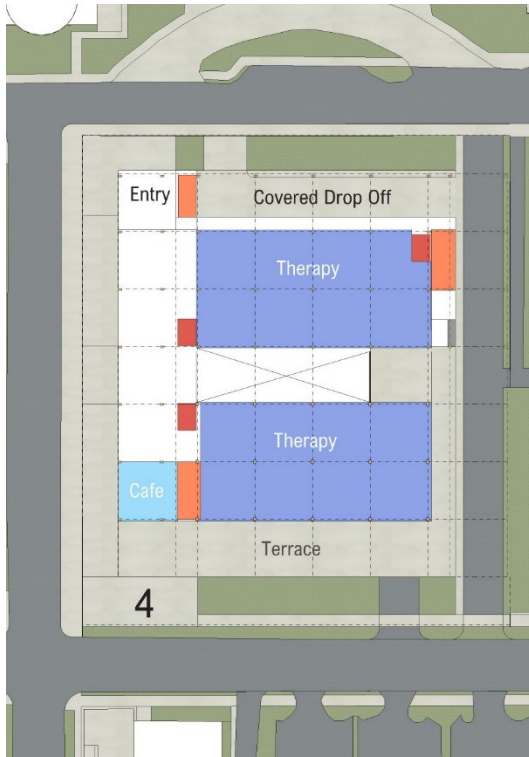 Entry
Covered Drop Off
Therapy
Therapy
Cafe
Terrace
4